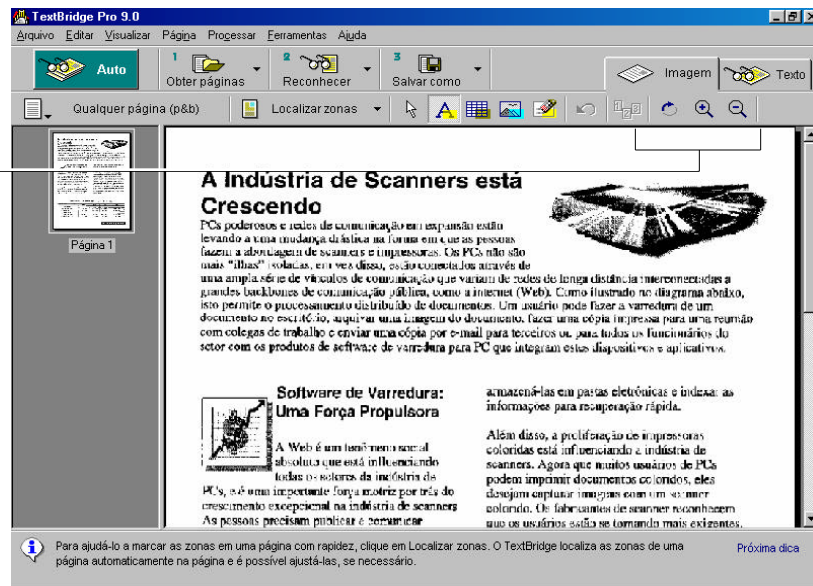 TextBridge Pro 9.0
Arquivo Editar Visualizar Página Processar Ferramentas Ajuda
Auto
1 Obter páginas
2 Reconhecer
3 Salvar como
Imagem
Texto
Qualquer página (p&b)
Localizar zonas
Página 1
A Indústria de Scanners está
Crescendo
PCs poderosos e redes de comunicação em expansão estão
levando a uma mudança drástica na forma em que as pessoas
fazem a abordagem de scanners e impressoras. Os PCs não são
mais "ilhas" isoladas, em vez disso, estão conectados através de
uma ampla série de vínculos de comunicação que variam de redes de longa distância interconectadas a
grandes backbones de comunicação pública, como a internet (Web). Como ilustrado no diagrama abaixo,
isto permite o processamento distribuído de documentos. Um usuário pode fazer a varredura de um
documento no escritório, arquivar uma imagem do documento, fazer uma cópia impressa para uma reunião
com colegas de trabalho e enviar uma cópia por e-mail para terceiros ou para todos os funcionários do
setor com os produtos de software de varredura para PC que integram estes dispositivos e aplicativos.
Software de Varredura:
Uma Força Propulsora
A Web é um fenômeno social
absoluto que está influenciando
todas os setores da indústria de
PC's, e é uma importante força motriz por trás do
crescimento excepcional na indústria de scanners
As pessoas precisam publicar e comunicar
armazená-las em pastas eletrônicas e indexar as
informações para recuperação rápida.
Além disso, a proliferação de impressoras
coloridas está influenciando a indústria de
scanners. Agora que muitos usuários de PCs
podem imprimir documentos coloridos, eles
desejam capturar imagens com um scanner
colorido. Os fabricantes de scanner reconhecem
que os usuários estão se tornando mais exigentes,
Para ajudá-lo a marcar as zonas em uma página com rapidez, clique em Localizar zonas. O TextBridge localiza as zonas de uma
página automaticamente na página e é possível ajustá-las, se necessário.
Próxima dica